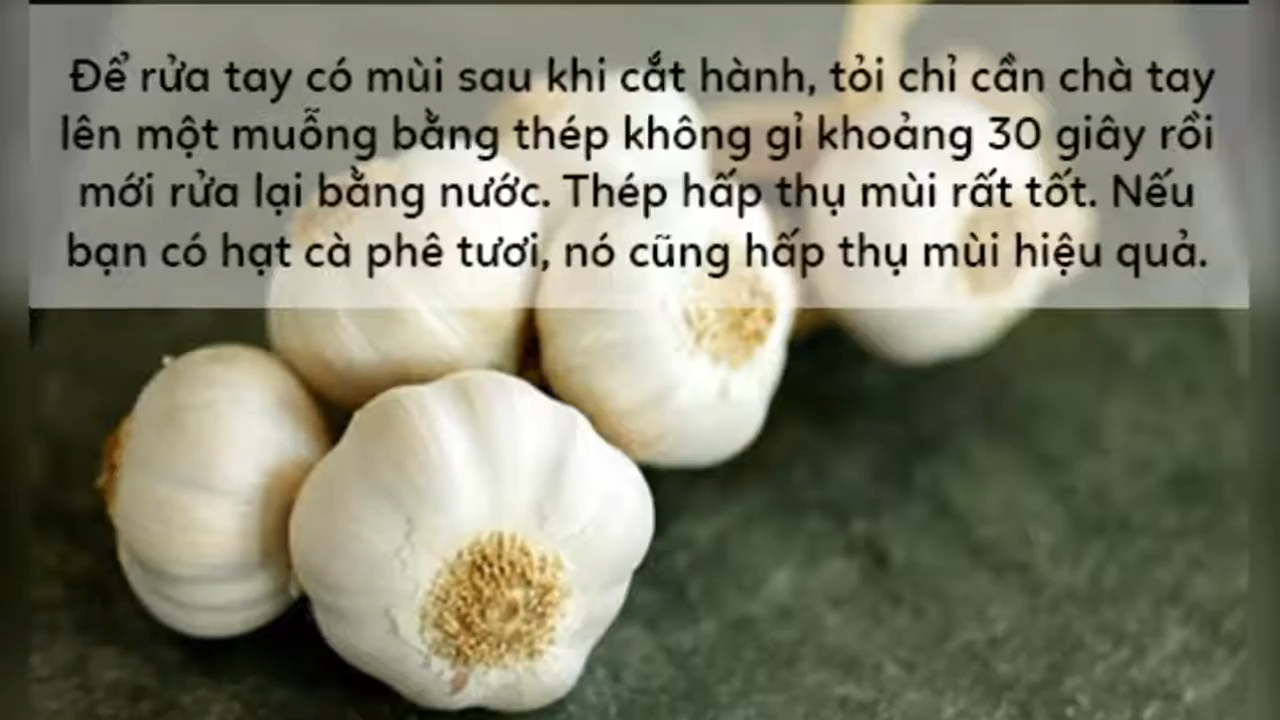 Để rửa tay có mùi sau khi cắt hành, tỏi chỉ cần chà tay
lên một muỗng bằng thép không gỉ khoảng 30 giây rồi
mới rửa lại bằng nước. Thép hấp thụ mùi rất tốt. Nếu
bạn có hạt cà phê tươi, nó cũng hấp thụ mùi hiệu quả.